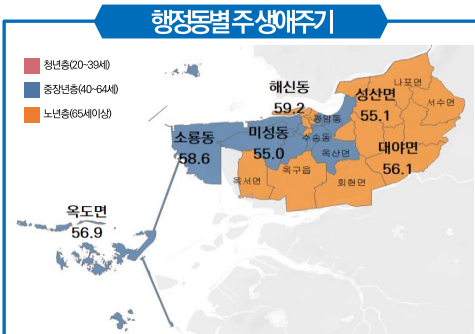 행정동별 주 생애주기
청년층(20~39세)
중장년층(40~64세)
노년층(65세이상)
나포면
해신동
59.2
성산면
55.1
서수면
경암동
소룡동
58.6
미성동
55.0
수송동
옥산면
대야면
56.1
옥구읍
옥서면
회현면
옥도면
56.9